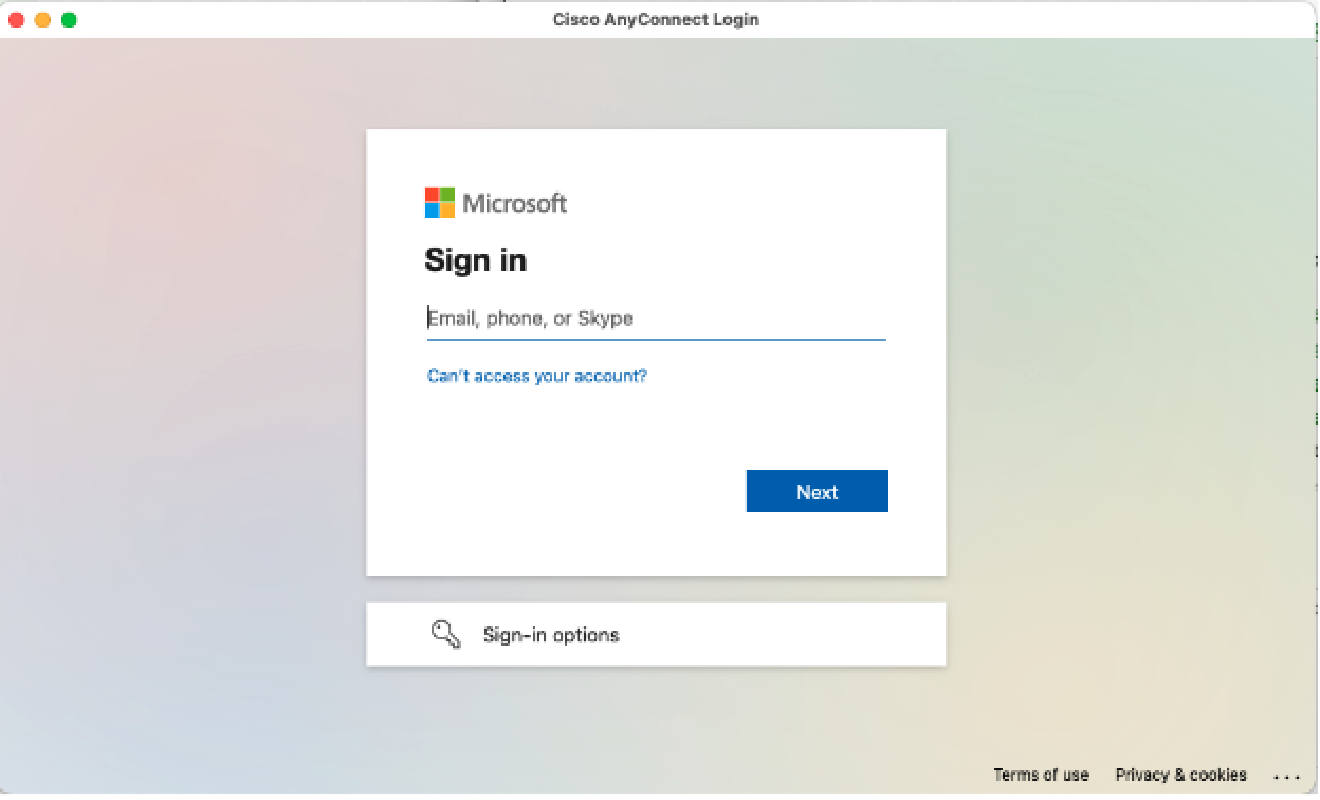 Cisco AnyConnect Login
Microsoft
Sign in
Email, phone, or Skype
Can't access your account?
Next
Sign-in options
Terms of use Privacy & cookies ...